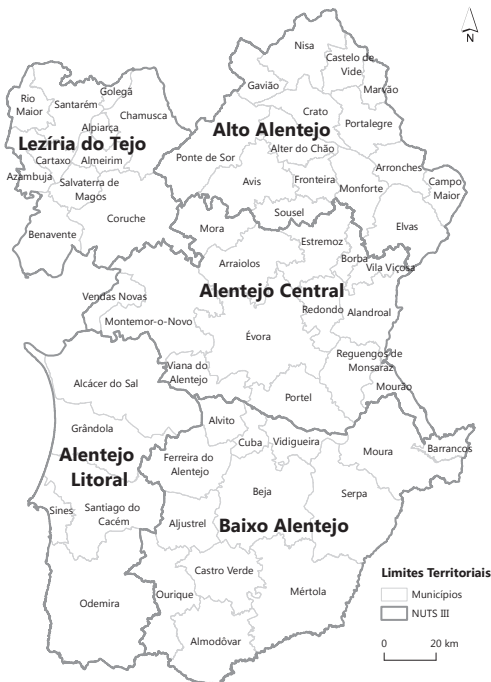 N
Nisa
Castelo de
Vide
Gavião
Marvão
Golegã
Rio
Maior
Santarém
Chamusca
Crato
Alpiarça
Alto Alentejo
Portalegre
Lezíria do Tejo
Alter do Chão
Cartaxo
Almeirim
Ponte de Sor
Arronches
Azambuja
Salvaterra de
Magos
Avis
Fronteira
Monforte
Campo
Maior
Coruche
Sousel
Benavente
Mora
Elvas
Estremoz
Arraiolos
Borba
Vila Viçosa
Alentejo Central
Vendas Novas
Redondo
Alandroal
Montemor-o-Novo
Évora
Reguengos de
Monsaraz
Viana do
Alentejo
Alcácer do Sal
Mourão
Portel
Alvito
Grândola
Cuba
Vidigueira
Moura
Barrancos
Alentejo
Litoral
Ferreira do
Alentejo
Beja
Serpa
Sines
Santiago do
Cacém
Aljustrel
Baixo Alentejo
Castro Verde
Limites Territoriais
Ourique
Mértola
Municípios
Odemira
NUTS III
Almodôvar
0 20 km